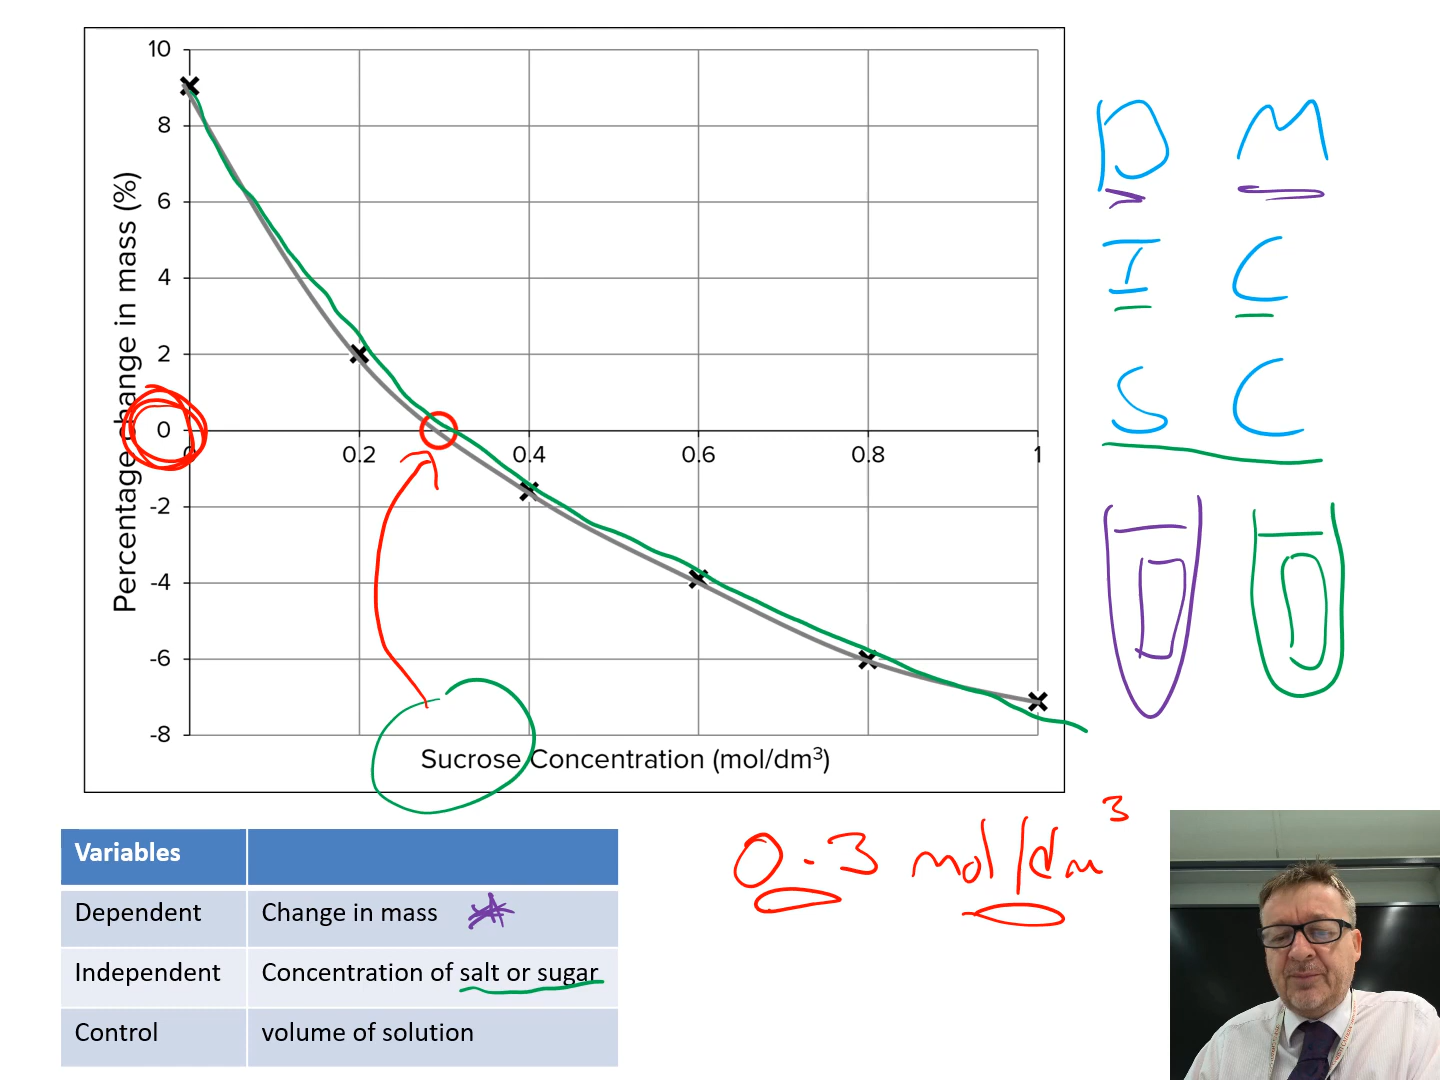 Percentage change in mass (%)
10
8
6
4
2
0
-2
-4
-6
-8
0 0.2 0.4 0.6 0.8 1
Sucrose Concentration (mol/dm³)
D M
I C
S C
0.3 mol/dm³
Variables
Dependent Change in mass
Independent Concentration of salt or sugar
Control volume of solution